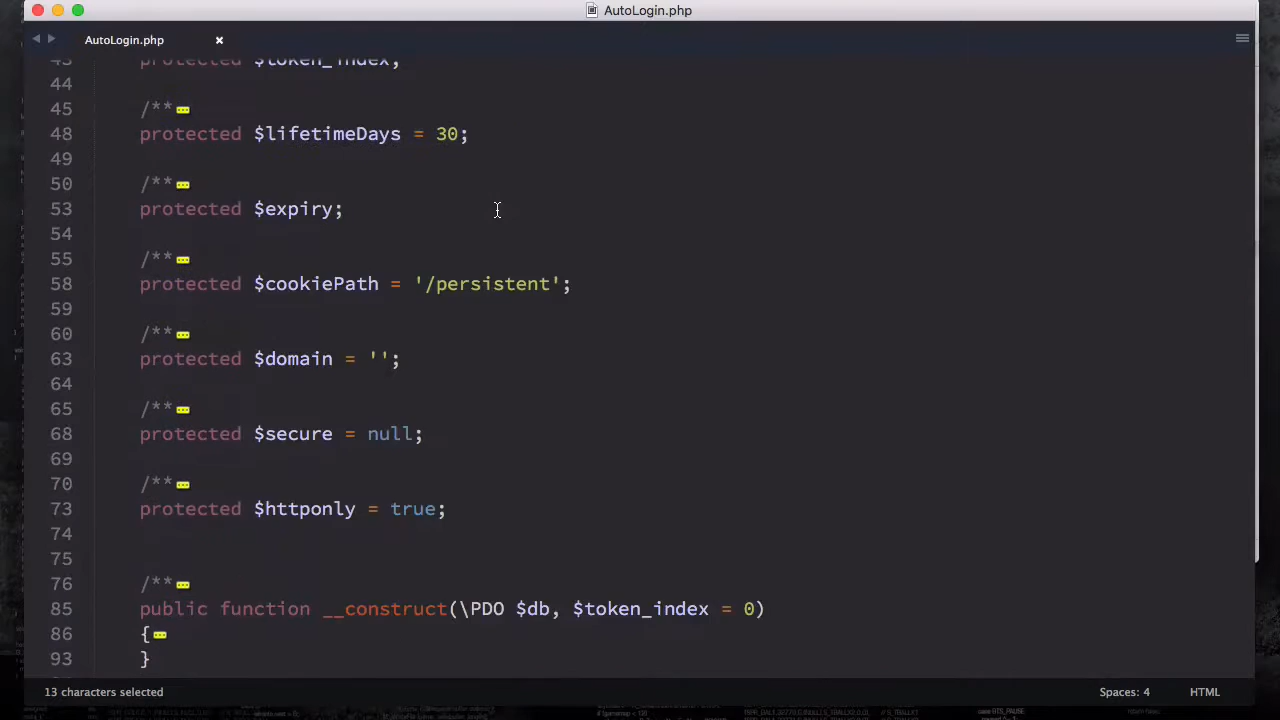 AutoLogin.php
AutoLogin.php ×
43 protected $token_index;
44
45 /**
48 protected $lifetimeDays = 30;
49
50 /**
53 protected $expiry;
54
55 /**
58 protected $cookiePath = '/persistent';
59
60 /**
63 protected $domain = '';
64
65 /**
68 protected $secure = null;
69
70 /**
73 protected $httponly = true;
74
75
76 /**
85 public function __construct(\PDO $db, $token_index = 0)
86 {
93 }
13 characters selected Spaces: 4 HTML